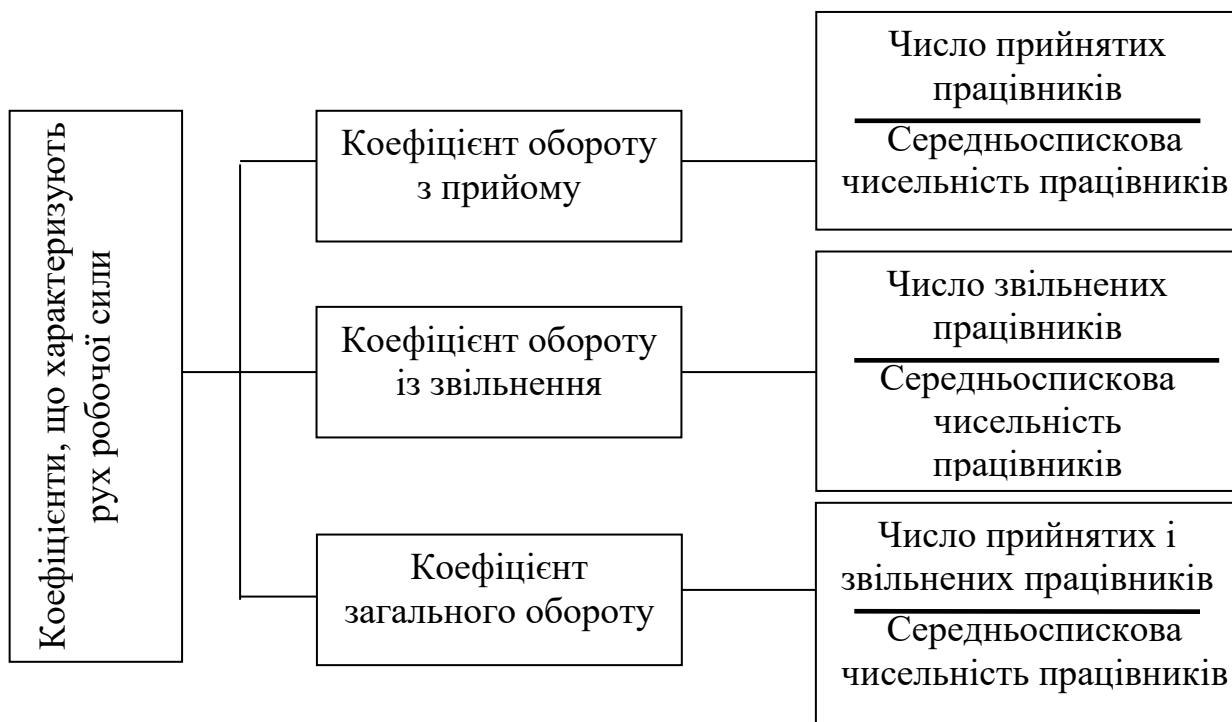 Коефіцієнти, що характеризують
рух робочої сили
Коефіцієнт обороту
з прийому
Число прийнятих
працівників
Середньоспискова
чисельність працівників
Коефіцієнт обороту
із звільнення
Число звільнених
працівників
Середньоспискова
чисельність
працівників
Коефіцієнт
загального обороту
Число прийнятих і
звільнених працівників
Середньоспискова
чисельність працівників